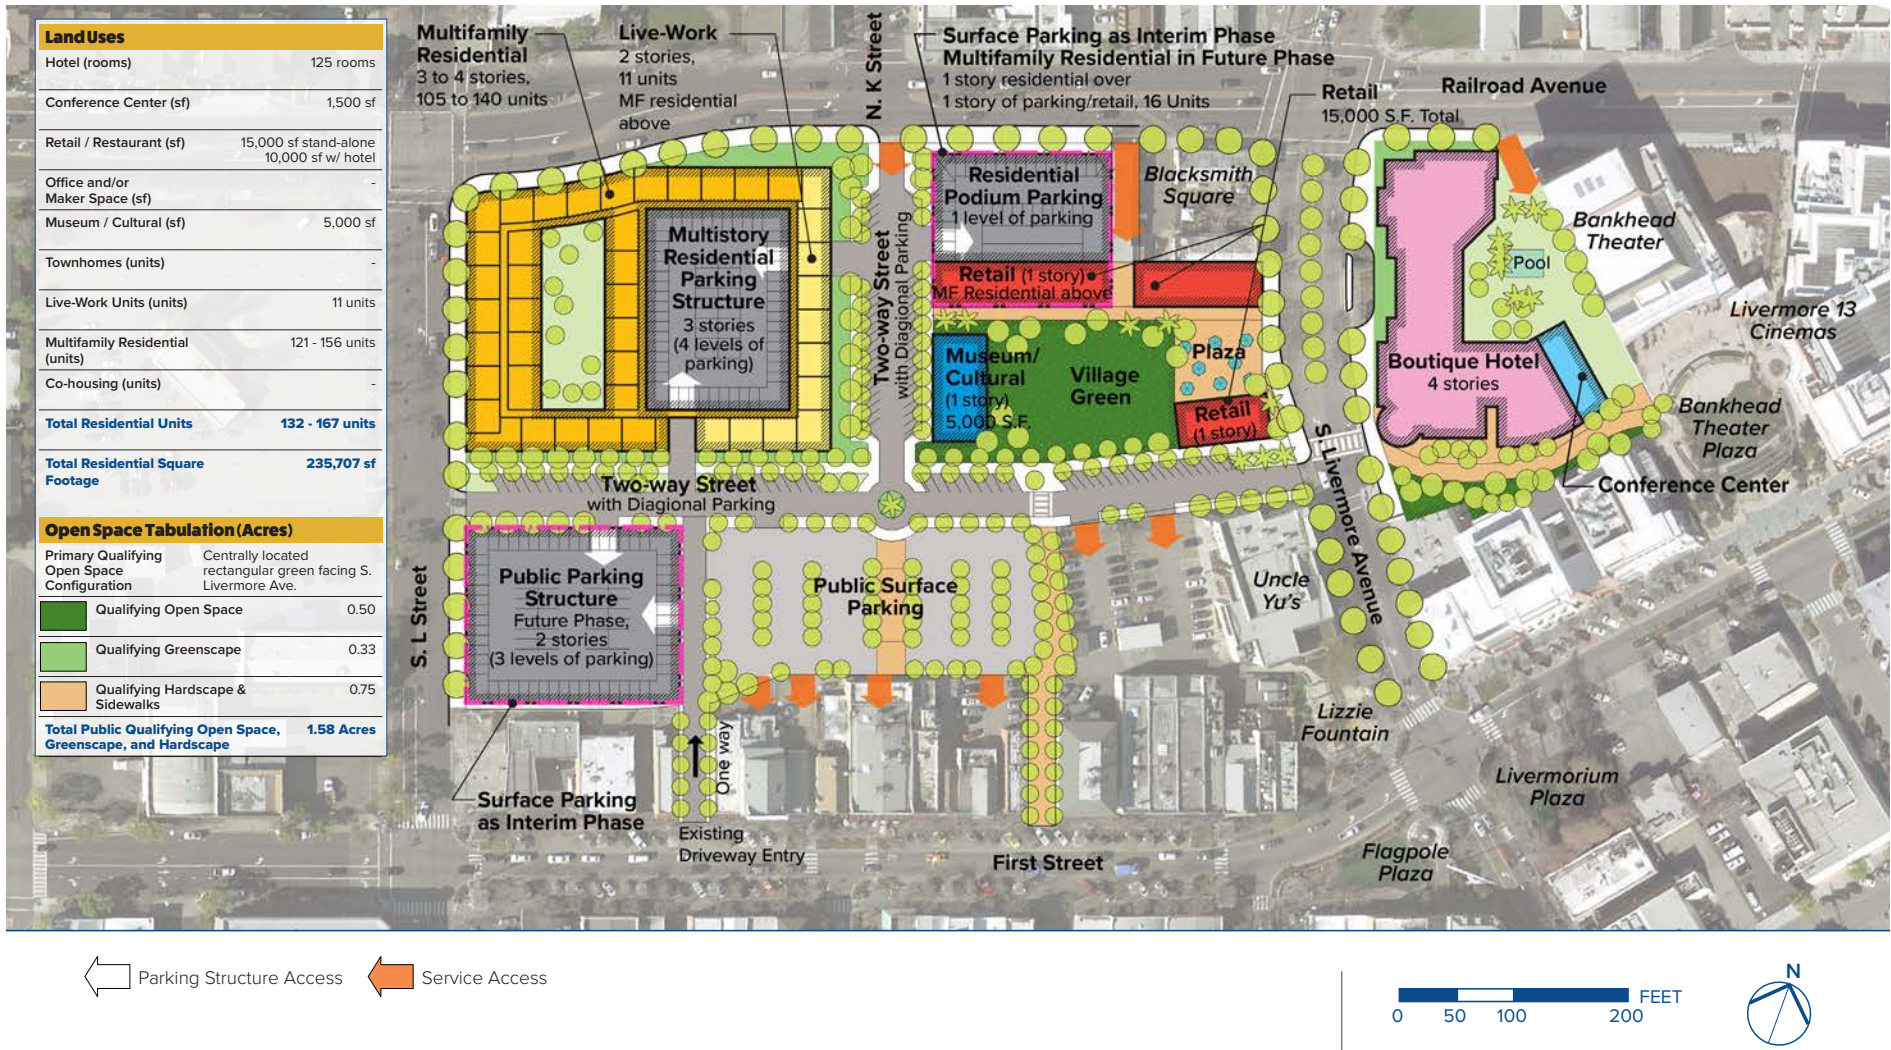 Land Uses
Hotel (rooms) 125 rooms
Conference Center (sf) 1,500 sf
Retail / Restaurant (sf) 15,000 sf stand-alone
10,000 sf w/ hotel
Office and/or
Maker Space (sf) -
Museum / Cultural (sf) 5,000 sf
Townhomes (units) -
Live-Work Units (units) 11 units
Multifamily Residential
(units) 121 - 156 units
Co-housing (units) -
Total Residential Units 132 - 167 units
Total Residential Square
Footage 235,707 sf
Open Space Tabulation (Acres)
Primary Qualifying
Open Space
Configuration
Centrally located
rectangular green facing S.
Livermore Ave.
Qualifying Open Space 0.50
Qualifying Greenscape 0.33
Qualifying Hardscape &
Sidewalks 0.75
Total Public Qualifying Open Space,
Greenscape, and Hardscape 1.58 Acres
Multifamily
Residential
3 to 4 stories,
105 to 140 units
Live-Work
2 stories,
11 units
MF residential
above
N. K Street
Surface Parking as Interim Phase
Multifamily Residential in Future Phase
1 story residential over
1 story of parking/retail, 16 Units
Retail
15,000 S.F. Total
Railroad Avenue
Residential
Podium Parking
1 level of parking
Blacksmith
Square
Bankhead
Theater
Multistory
Residential
Parking
Structure
3 stories
(4 levels of
parking)
Two-way Street
with Diagional Parking
Retail (1 story)
MF Residential above
Pool
Livermore 13
Cinemas
Museum/
Cultural
(1 story)
5,000 S.F.
Village
Green
Plaza
Retail
(1 story)
Boutique Hotel
4 stories
Bankhead
Theater
Plaza
Conference Center
Two-way Street
with Diagional Parking
S Livermore Avenue
S. L Street
Public Parking
Structure
Future Phase,
2 stories
(3 levels of parking)
Public Surface
Parking
Uncle
Yu's
Lizzie
Fountain
Livermorium
Plaza
Flagpole
Plaza
Surface Parking
as Interim Phase
One way
Existing
Driveway Entry
First Street
Parking Structure Access
Service Access
0 50 100 200 FEET
N